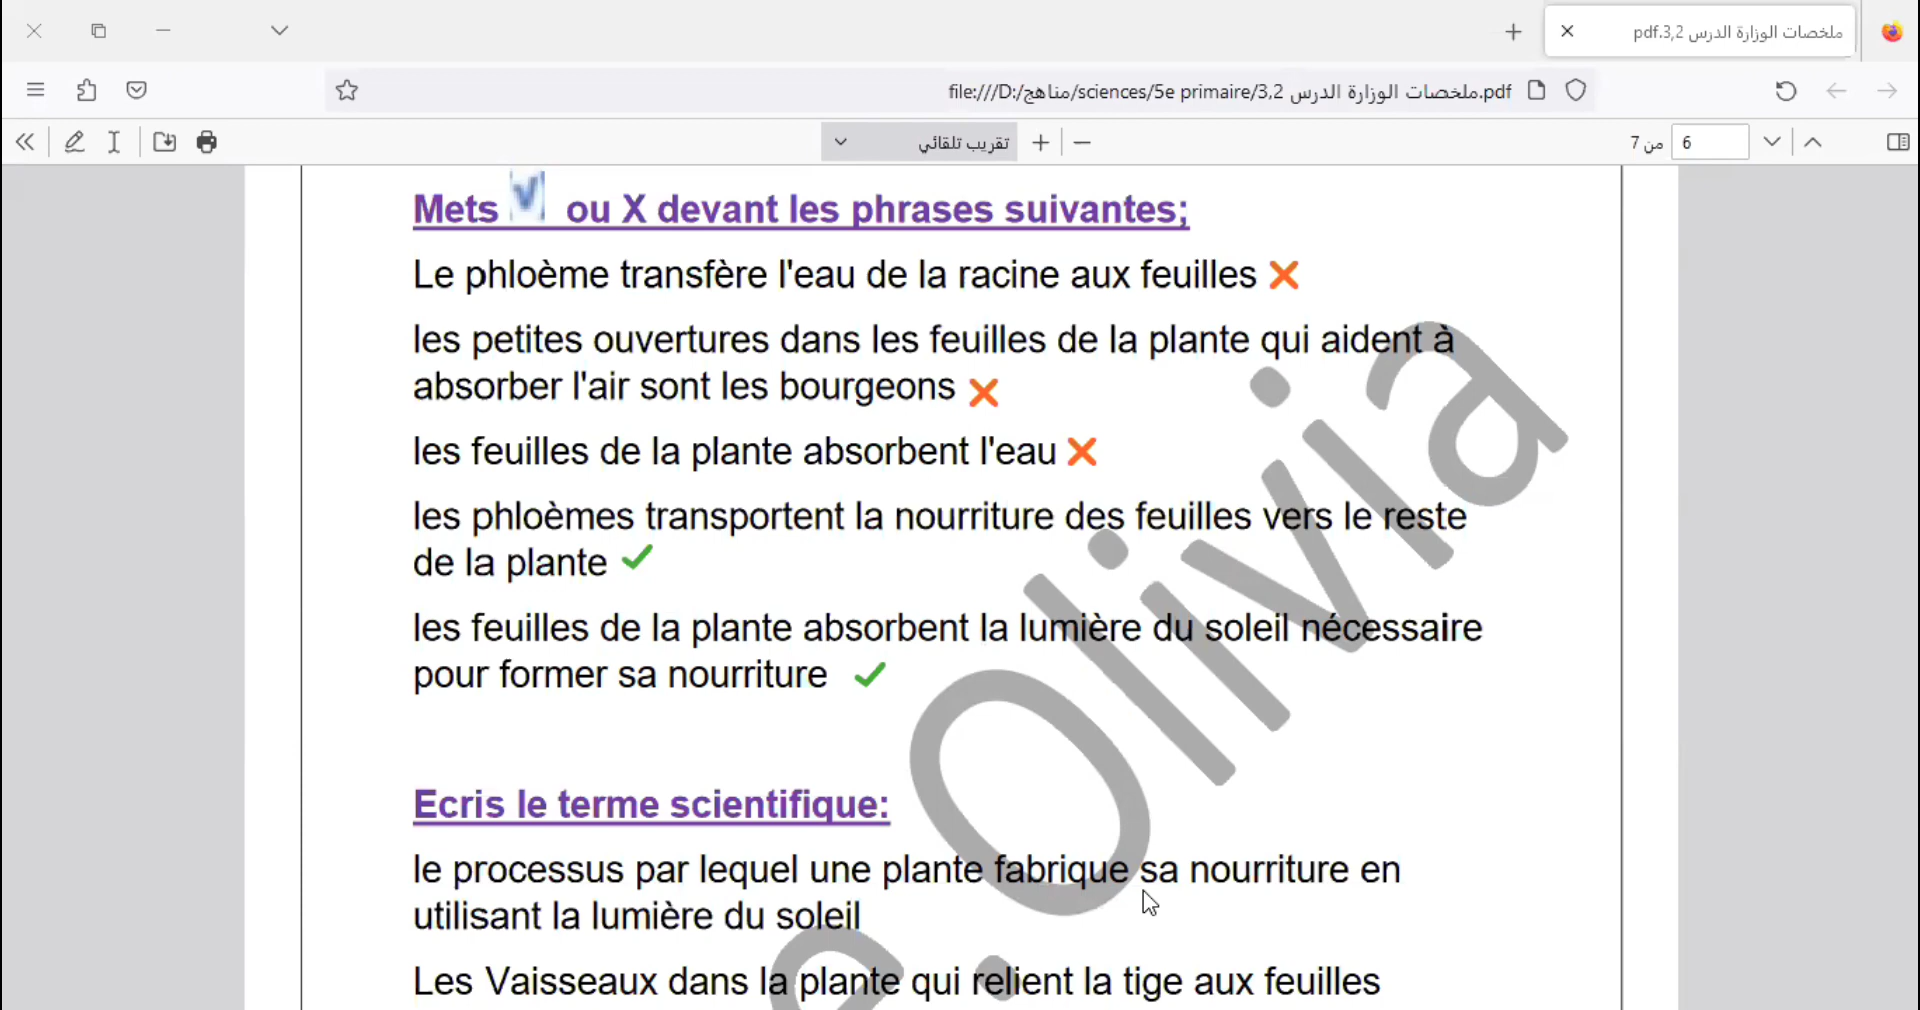 ملخصات الوزارة الدرس 3,2.pdf
file:///D:/مناهج/sciences/5e primaire/3,2 ملخصات الوزارة الدرس.pdf
تقريب تلقائي
6 من 7
Mets √ ou X devant les phrases suivantes;
Le phloème transfère l'eau de la racine aux feuilles ❌
les petites ouvertures dans les feuilles de la plante qui aident à
absorber l'air sont les bourgeons ❌
les feuilles de la plante absorbent l'eau ❌
les phloèmes transportent la nourriture des feuilles vers le reste
de la plante ✔
les feuilles de la plante absorbent la lumière du soleil nécessaire
pour former sa nourriture ✔
Ecris le terme scientifique:
le processus par lequel une plante fabrique sa nourriture en
utilisant la lumière du soleil
Les Vaisseaux dans la plante qui relient la tige aux feuilles
e.Olivia